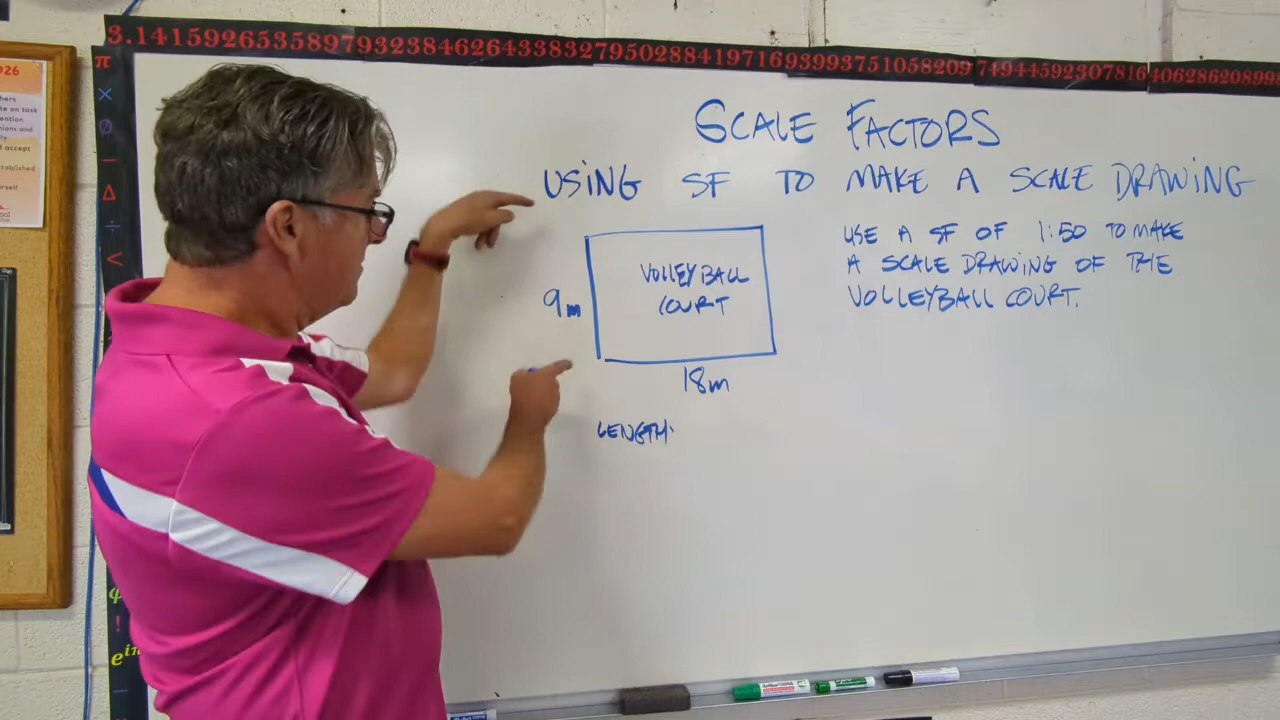 3.14159265358979323846264338327950288419716939937510582097494459230781640628620899
026
π
×
−
Δ
÷
<
φ
!
SCALE FACTORS
USING SF TO MAKE A SCALE DRAWING
USE A SF OF 1:50 TO MAKE
A SCALE DRAWING OF THE
VOLLEYBALL COURT.
VOLLEYBALL
COURT
9m
18m
LENGTH: